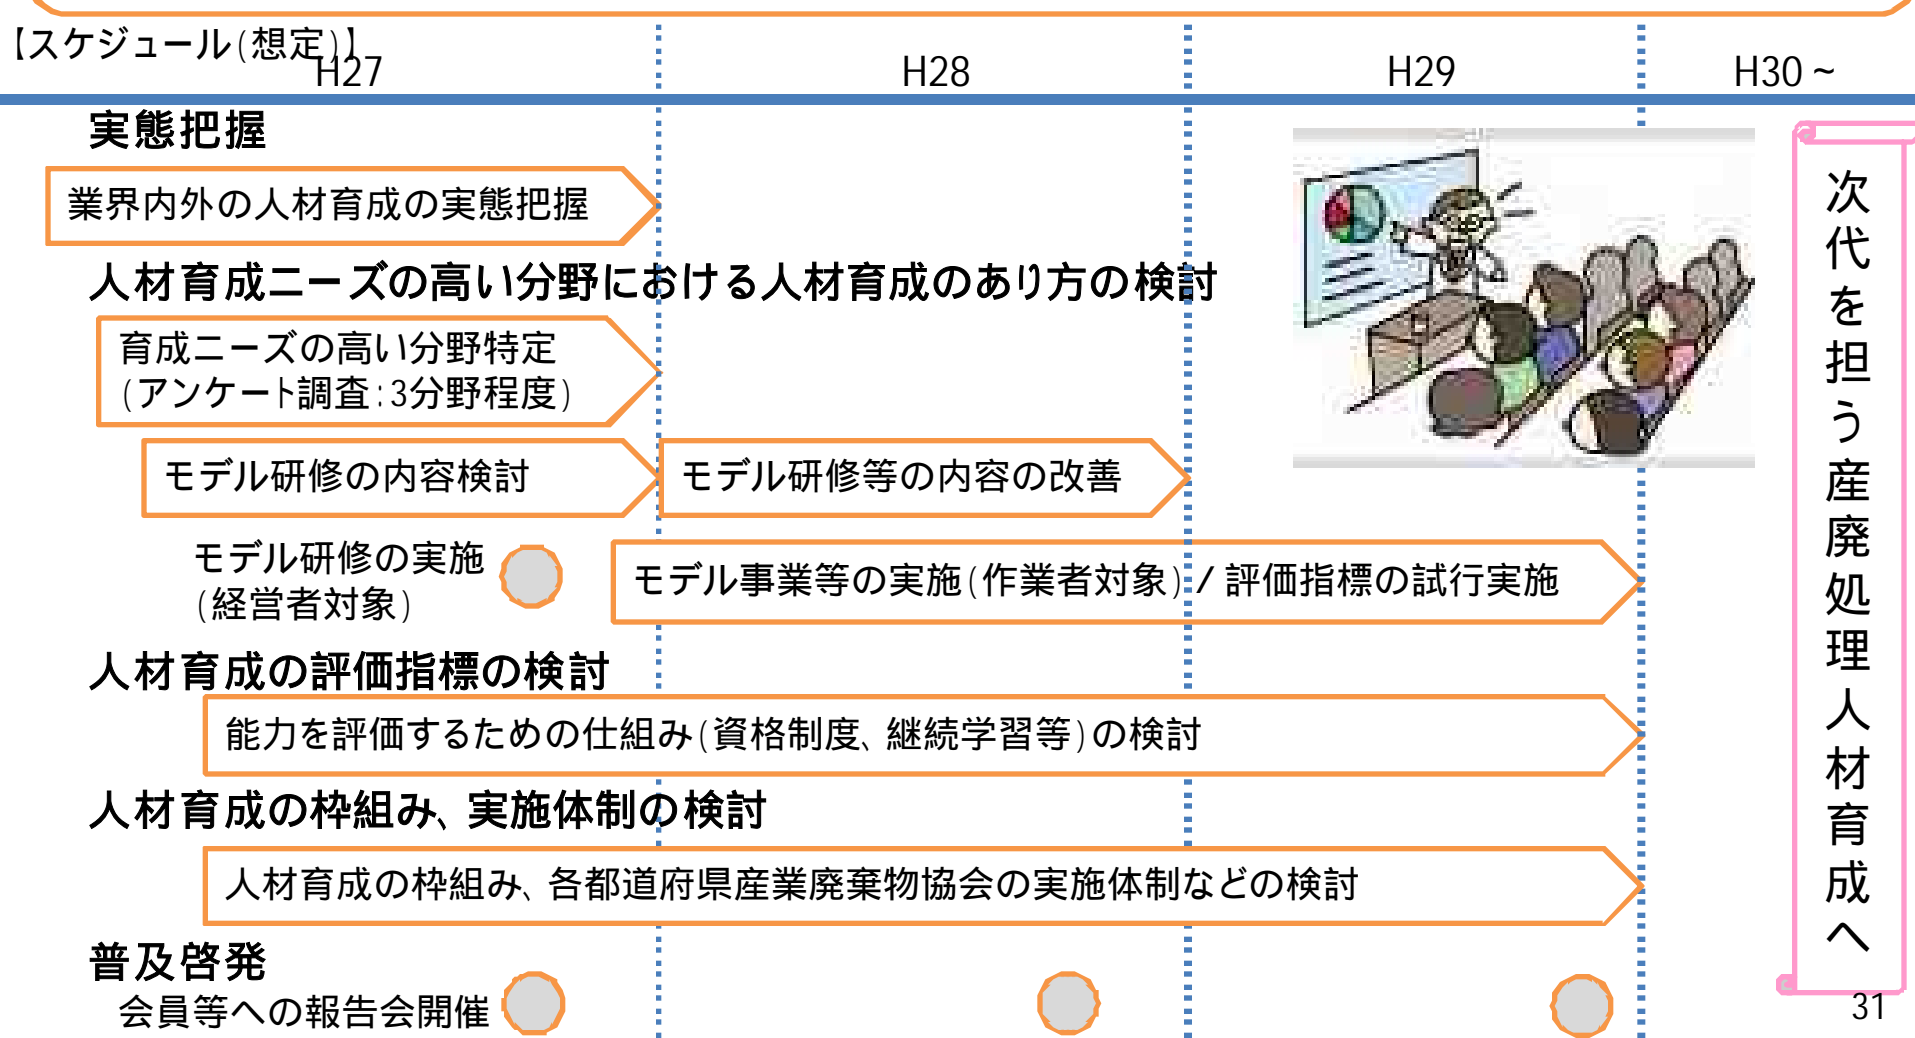 【スケジュール(想定)】
H27
H28
H29
H30~
実態把握
業界内外の人材育成の実態把握
人材育成ニーズの高い分野における人材育成のあり方の検討
育成ニーズの高い分野特定
(アンケート調査:3分野程度)
モデル研修の内容検討
モデル研修等の内容の改善
モデル研修の実施
(経営者対象)
モデル事業等の実施(作業者対象)/評価指標の試行実施
人材育成の評価指標の検討
能力を評価するための仕組み(資格制度、継続学習等)の検討
人材育成の枠組み、実施体制の検討
人材育成の枠組み、各都道府県産業廃棄物協会の実施体制などの検討
普及啓発
会員等への報告会開催
次代を担う産廃処理人材育成へ
31